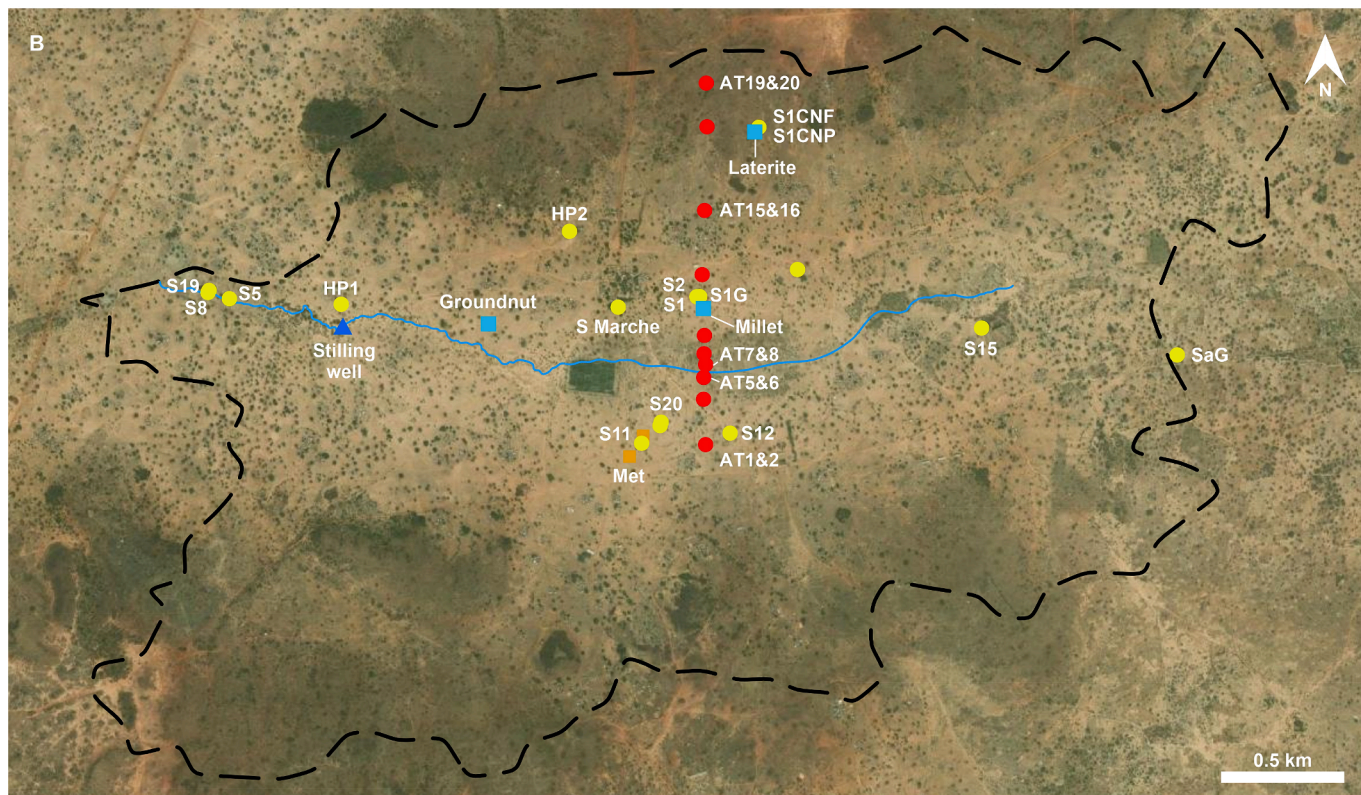 B
N
AT19&20
S1CNF
S1CNP
Laterite
AT15&16
HP2
S19
S8
S5
HP1
Groundnut
S2
S1
S1G
S Marche
Millet
Stilling
well
AT7&8
S15
SaG
AT5&6
S20
S11
S12
AT1&2
Met
0.5 km